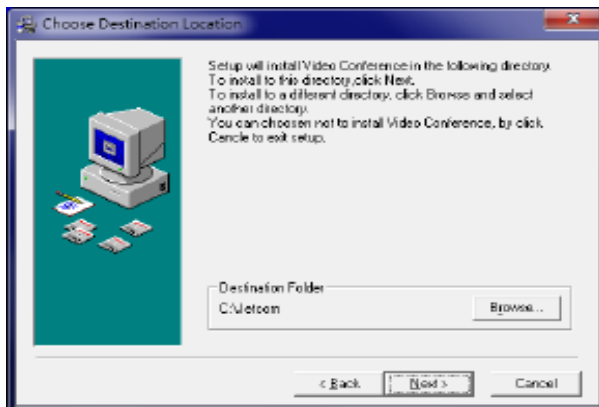 Choose Destination Location
Setup will install Video Conference in the following directory.
To install to this directory,click Next.
To install to a different directory, click Browse and select
another directory.
You can choosen not to install Video Conference, by click
Cancle to exit setup.
Destination Folder
C:\Jetcom
Browse...
< Back
Next >
Cancel